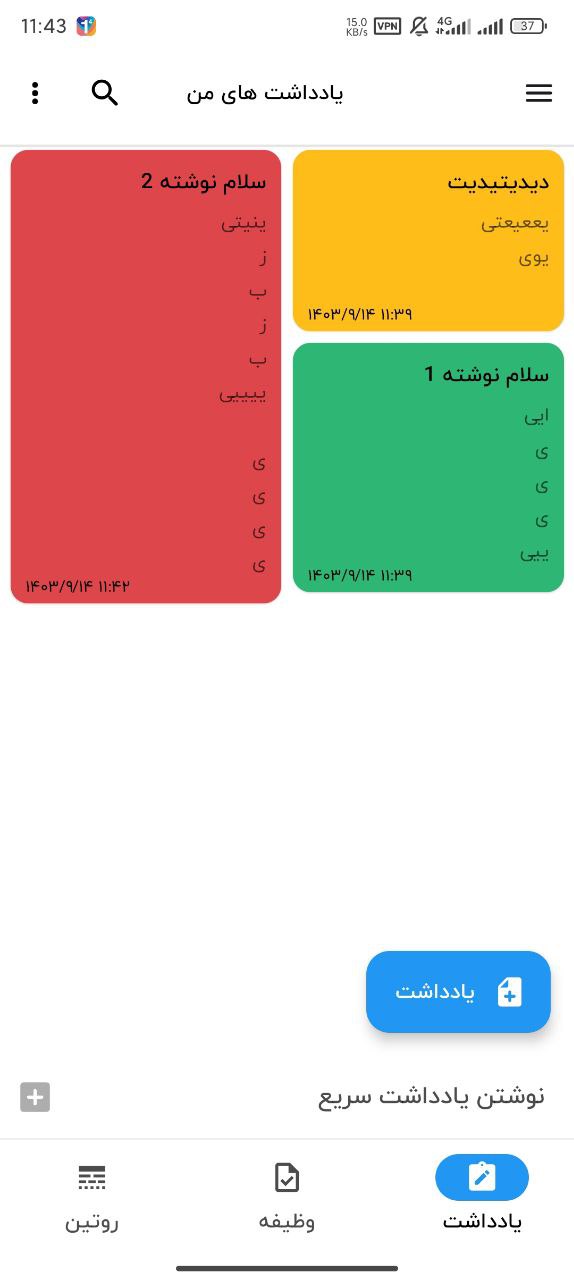 11:43
15.0 KB/s
VPN
4G
37
یادداشت های من
دیدیتیدیت
یععیعتی
یوی
۱۴۰۳/۹/۱۴ ۱۱:۳۹
سلام نوشته 2
ینیتی
ز
ب
ز
ب
ییییی
ی
ی
ی
ی
۱۴۰۳/۹/۱۴ ۱۱:۴۲
سلام نوشته 1
ایی
ی
ی
ی
ییی
۱۴۰۳/۹/۱۴ ۱۱:۳۹
یادداشت
نوشتن یادداشت سریع
یادداشت
وظیفه
روتین